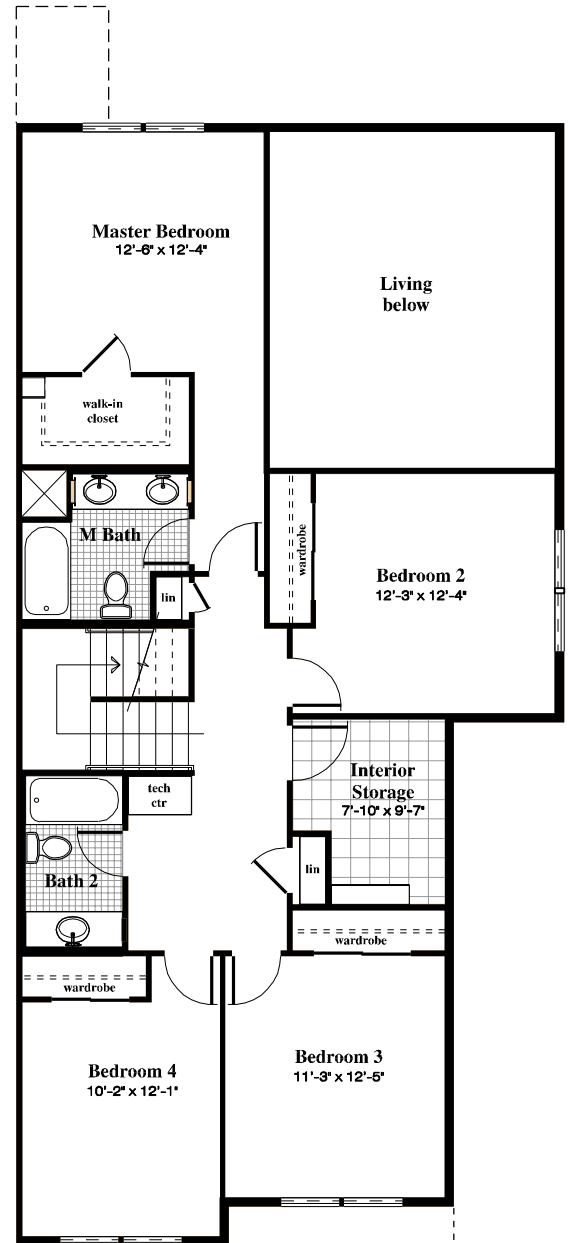 Master Bedroom
12'-6" x 12'-4"
Living
below
walk-in
closet
M Bath
wardrobe
Bedroom 2
12'-3" x 12'-4"
lin
tech
ctr
Interior
Storage
7'-10" x 9'-7"
lin
Bath 2
wardrobe
wardrobe
Bedroom 3
11'-3" x 12'-5"
Bedroom 4
10'-2" x 12'-1"